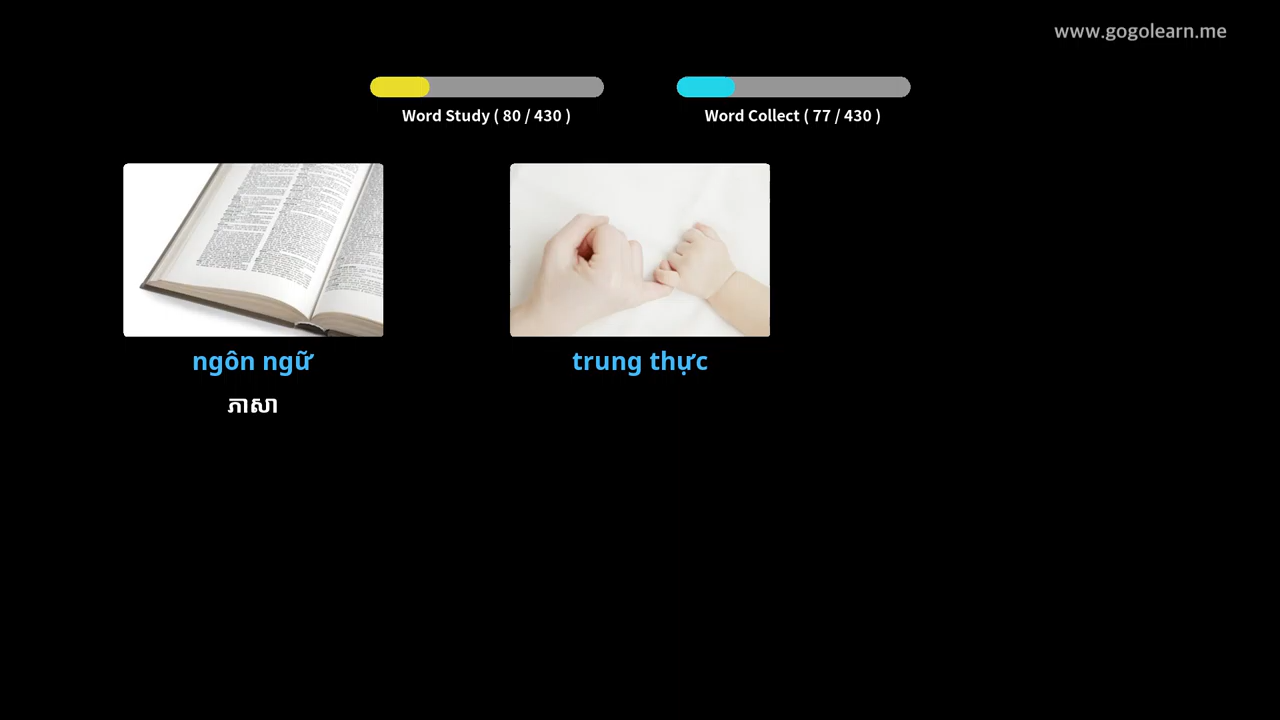 www.gogolearn.me
Word Study ( 80 / 430 )
Word Collect ( 77 / 430 )
ngôn ngữ
trung thực
ភាសា